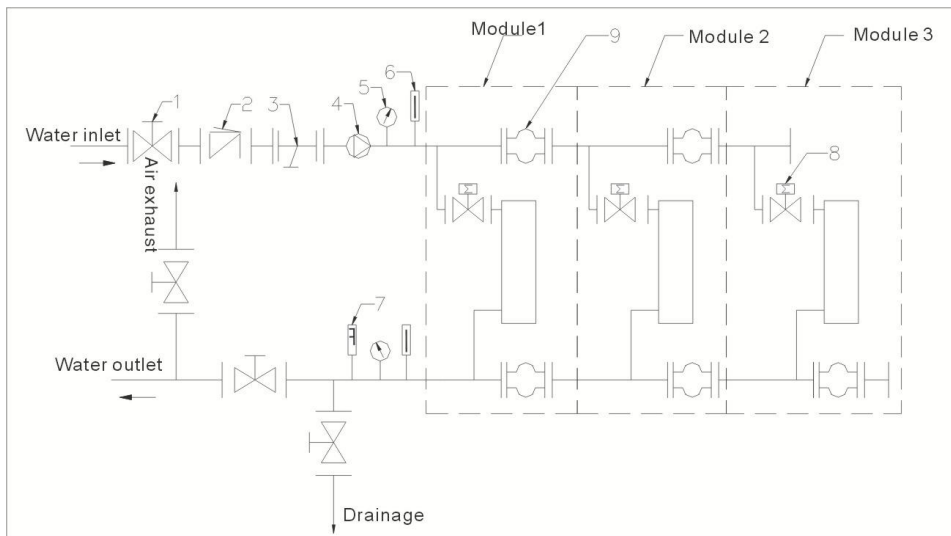 Module1
Module 2
Module 3
1
2
3
4
5
6
9
Water inlet
Air exhaust
8
7
Water outlet
Drainage